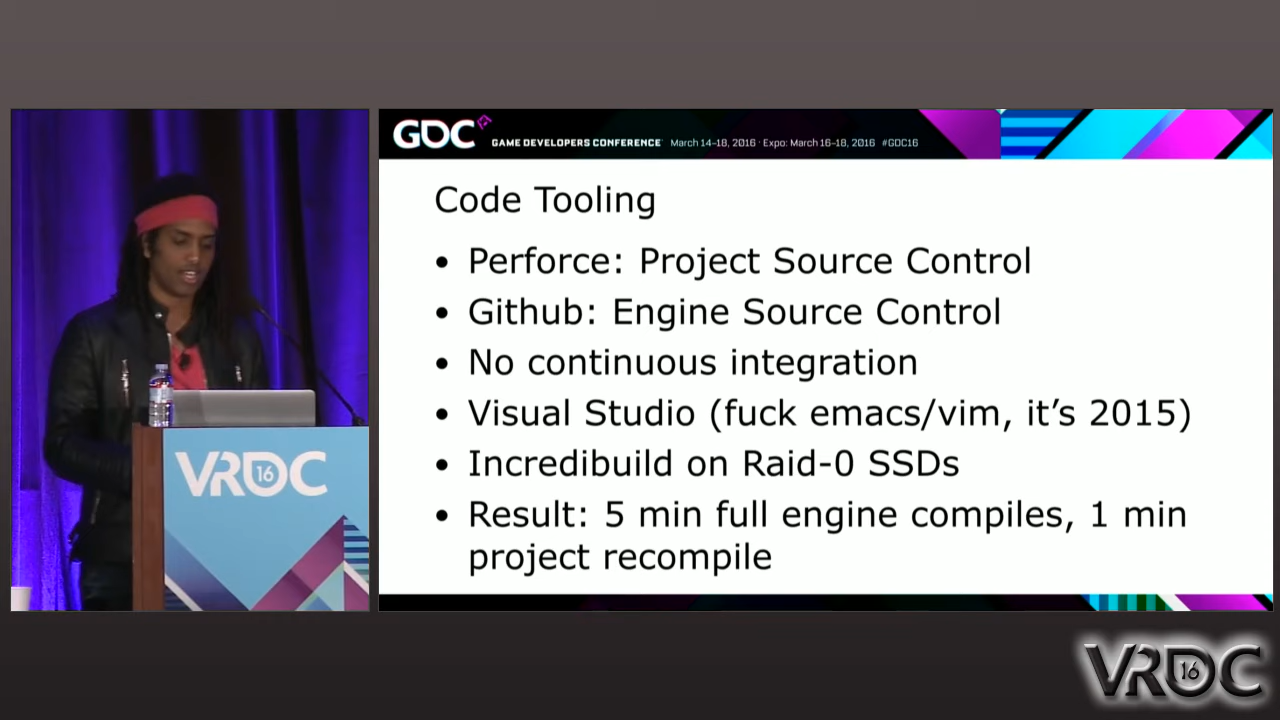 GDC
GAME DEVELOPERS CONFERENCE March 14–18, 2016 · Expo: March 16–18, 2016 #GDC16
Code Tooling
• Perforce: Project Source Control
• Github: Engine Source Control
• No continuous integration
• Visual Studio (fuck emacs/vim, it’s 2015)
• Incredibuild on Raid-0 SSDs
• Result: 5 min full engine compiles, 1 min
project recompile
VRDC 16
VRDC 16